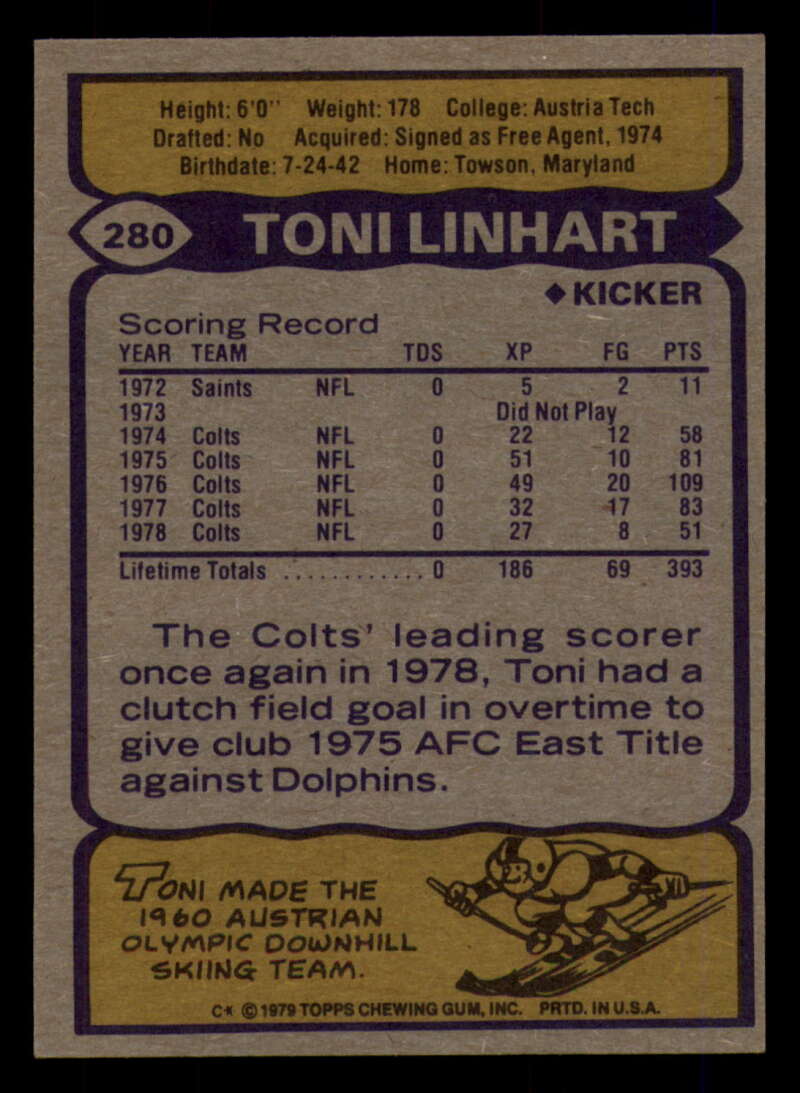 Height: 6'0" Weight: 178 College: Austria Tech
Drafted: No Acquired: Signed as Free Agent, 1974
Birthdate: 7-24-42 Home: Towson, Maryland
280 TONI LINHART
◆ KICKER
Scoring Record
YEAR TEAM TDS XP FG PTS
1972 Saints NFL 0 5 2 11
1973 Did Not Play
1974 Colts NFL 0 22 12 58
1975 Colts NFL 0 51 10 81
1976 Colts NFL 0 49 20 109
1977 Colts NFL 0 32 17 83
1978 Colts NFL 0 27 8 51
Lifetime Totals ............ 0 186 69 393
The Colts' leading scorer
once again in 1978, Toni had a
clutch field goal in overtime to
give club 1975 AFC East Title
against Dolphins.
TONI MADE THE
1960 AUSTRIAN
OLYMPIC DOWNHILL
SKIING TEAM.
C* © 1979 TOPPS CHEWING GUM, INC. PRTD. IN U.S.A.